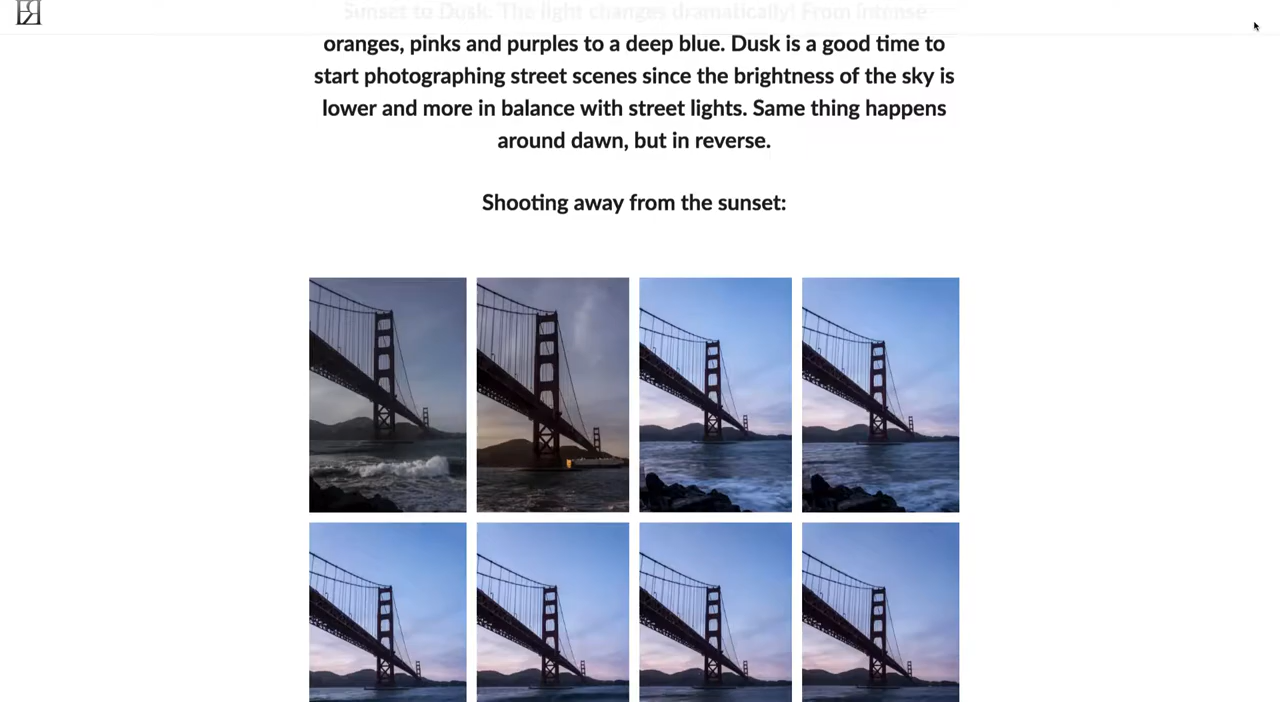 Sunset to Dusk. The light changes dramatically! From intense
oranges, pinks and purples to a deep blue. Dusk is a good time to
start photographing street scenes since the brightness of the sky is
lower and more in balance with street lights. Same thing happens
around dawn, but in reverse.
Shooting away from the sunset: